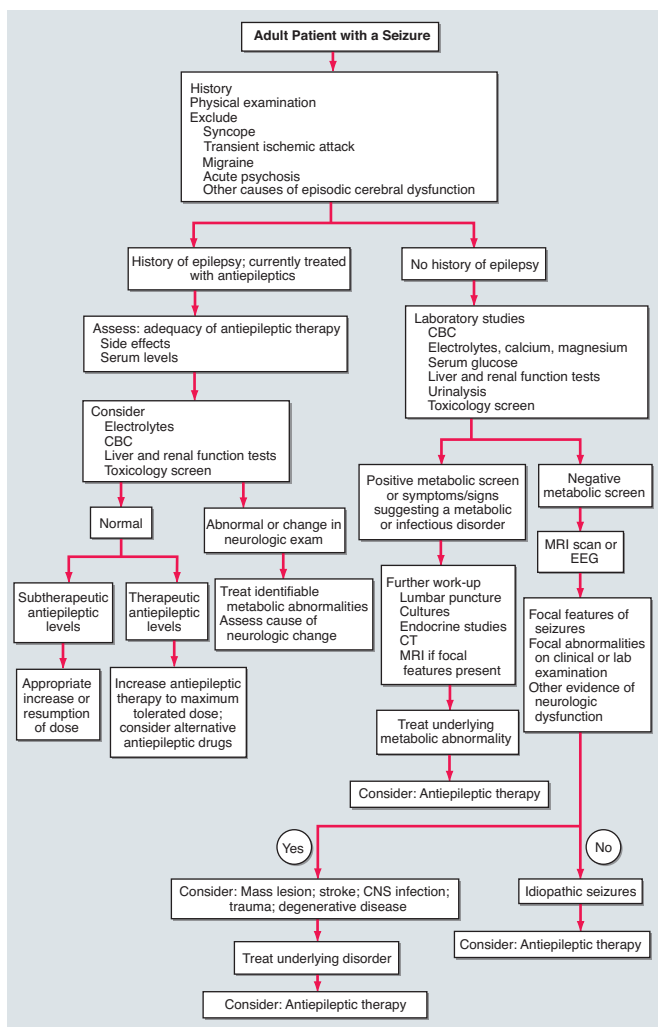 Adult Patient with a Seizure
History
Physical examination
Exclude
Syncope
Transient ischemic attack
Migraine
Acute psychosis
Other causes of episodic cerebral dysfunction
History of epilepsy; currently treated
with antiepileptics
No history of epilepsy
Assess: adequacy of antiepileptic therapy
Side effects
Serum levels
Laboratory studies
CBC
Electrolytes, calcium, magnesium
Serum glucose
Liver and renal function tests
Urinalysis
Toxicology screen
Consider
Electrolytes
CBC
Liver and renal function tests
Toxicology screen
Positive metabolic screen
or symptoms/signs
suggesting a metabolic
or infectious disorder
Negative
metabolic screen
Normal
Abnormal or change in
neurologic exam
MRI scan or
EEG
Subtherapeutic
antiepileptic
levels
Therapeutic
antiepileptic
levels
Treat identifiable
metabolic abnormalities
Assess cause of
neurologic change
Further work-up
Lumbar puncture
Cultures
Endocrine studies
CT
MRI if focal
features present
Focal features of
seizures
Focal abnormalities
on clinical or lab
examination
Other evidence of
neurologic
dysfunction
Appropriate
increase or
resumption
of dose
Increase antiepileptic
therapy to maximum
tolerated dose;
consider alternative
antiepileptic drugs
Treat underlying
metabolic abnormality
Consider: Antiepileptic therapy
Yes
No
Consider: Mass lesion; stroke; CNS infection;
trauma; degenerative disease
Idiopathic seizures
Treat underlying disorder
Consider: Antiepileptic therapy
Consider: Antiepileptic therapy